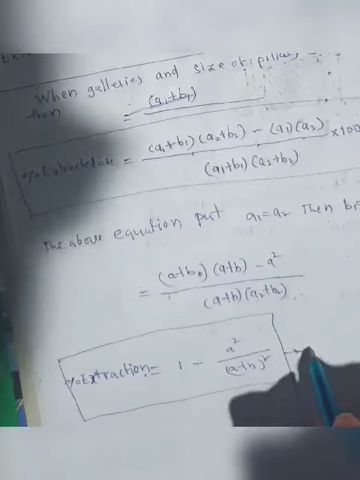 When galleries and size of pillars
then = (a₁+b₁)
% Extraction = (a₁+b₁)(a₂+b₂) - (a₁)(a₂) / (a₁+b₁)(a₂+b₂) ×100
The above equation put a₁=a₂ Then b₁=
= (a+b₁)(a+b) - a² / (a+b)(a₂+b₂)
% Extraction = 1 - a² / (a+b)²